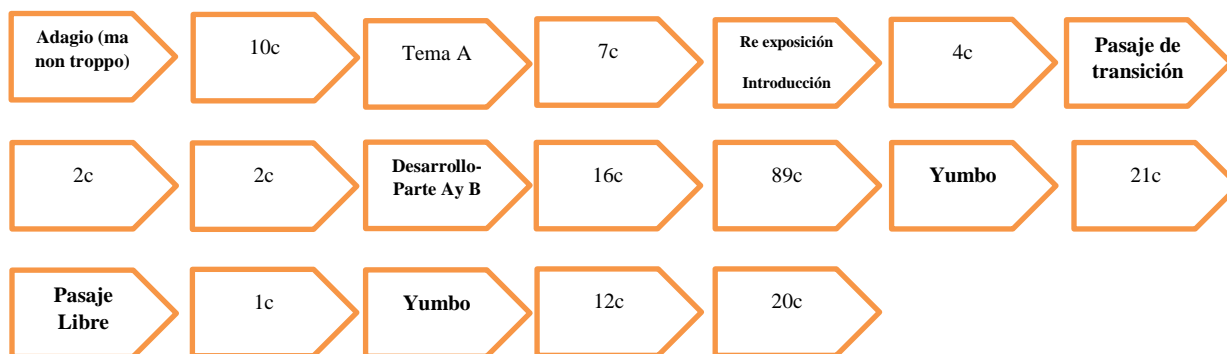 Adagio (ma
non troppo)
10c
Tema A
7c
Re exposición
Introducción
4c
Pasaje de
transición
2c
2c
Desarrollo-
Parte Ay B
16c
89c
Yumbo
21c
Pasaje
Libre
1c
Yumbo
12c
20c